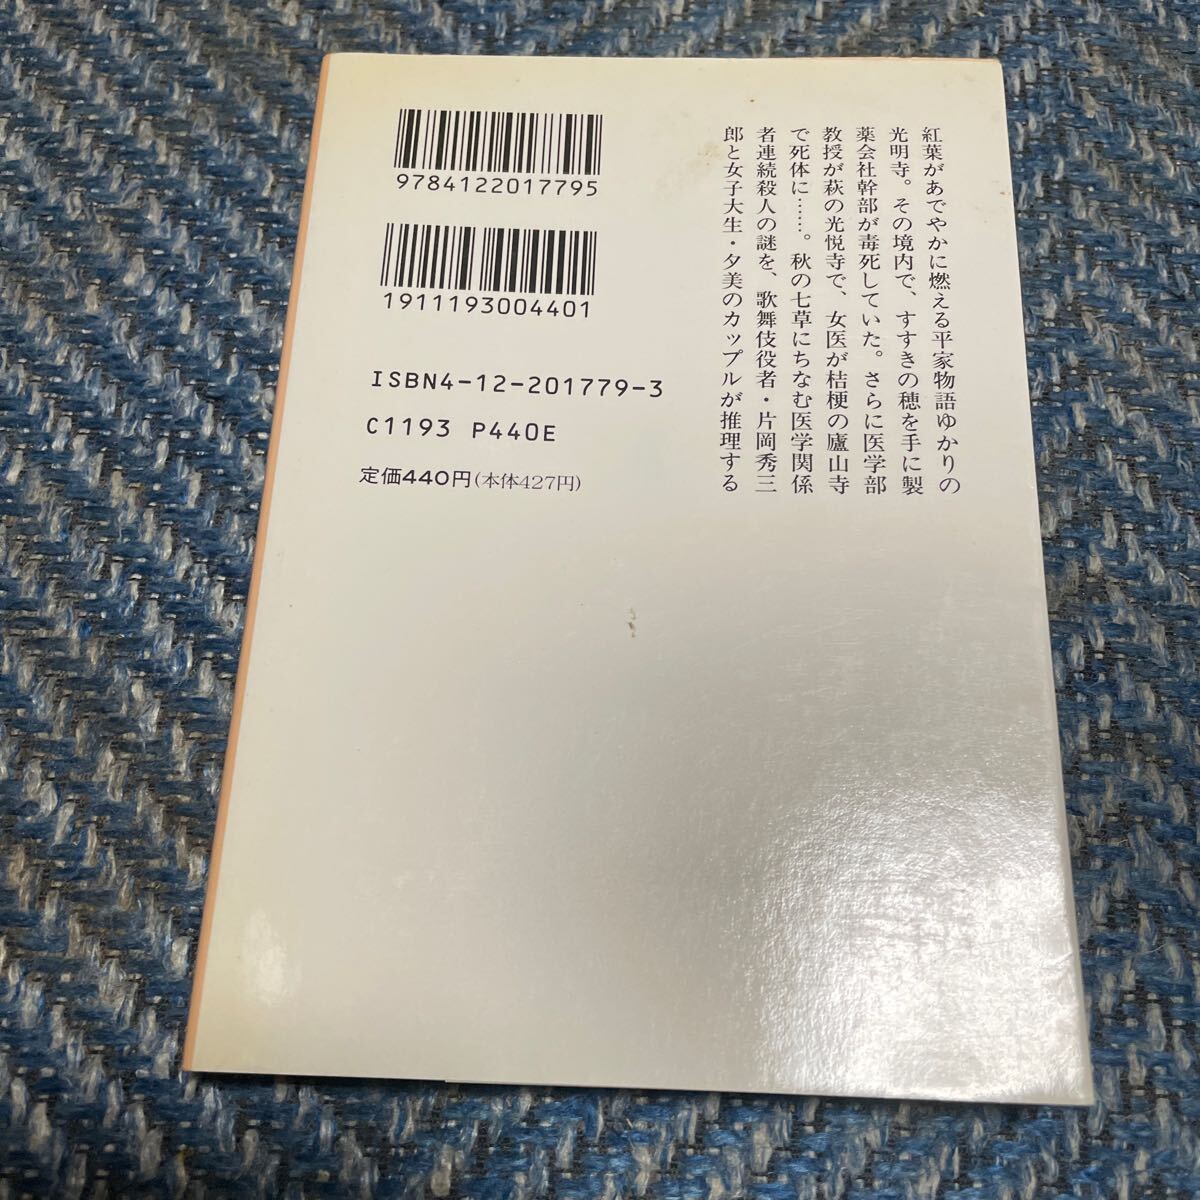 紅葉があでやかに燃える平家物語ゆかりの
光明寺。その境内で、すすきの穂を手に製
薬会社幹部が毒死していた。さらに医学部
教授が萩の光悦寺で、女医が桔梗の廬山寺
で死体に……。秋の七草にちなむ医学関係
者連続殺人の謎を、歌舞伎役者・片岡秀三
郎と女子大生・夕美のカップルが推理する
9784122017795
1911193004401
ISBN4-12-201779-3
C1193 P440E
定価440円(本体427円)